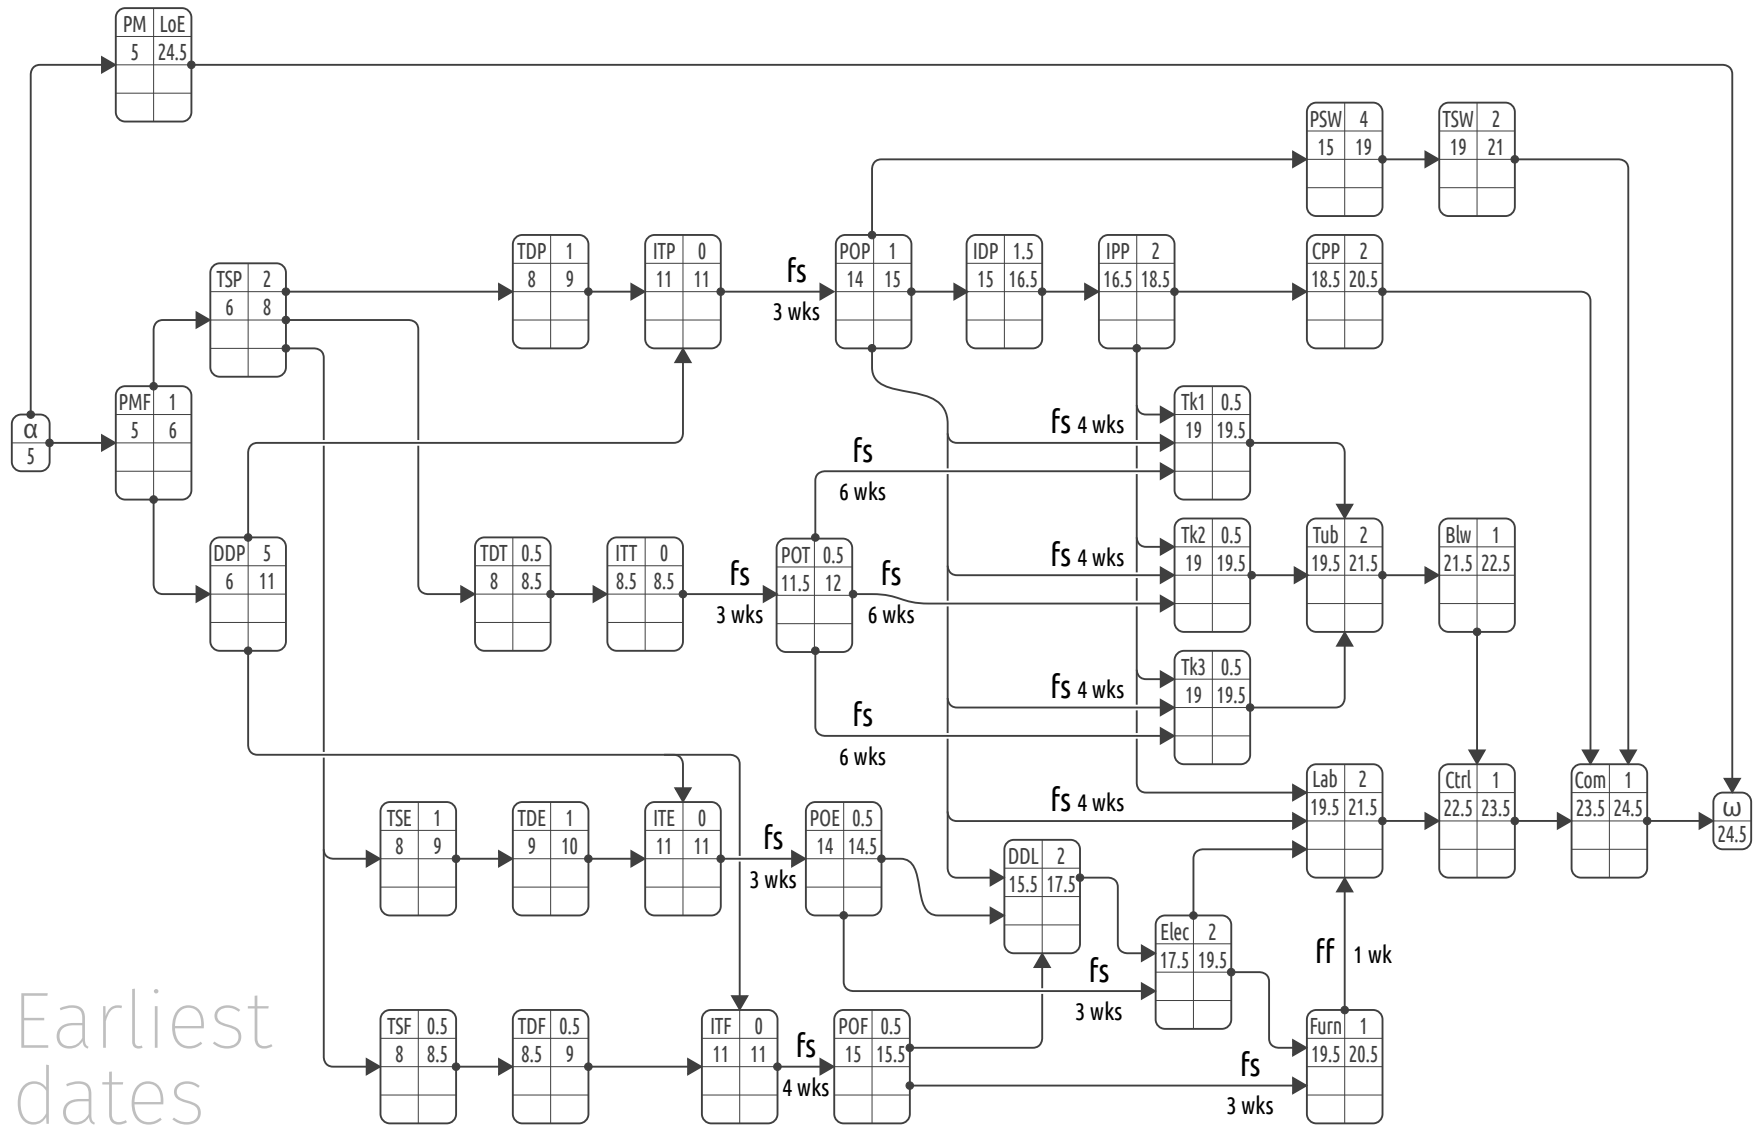 PM LoE
5 24.5
PSW 4
15 19
TSW 2
19 21
TDP 1
8 9
ITP 0
11 11
fs
3 wks
POP 1
14 15
IDP 1.5
15 16.5
IPP 2
16.5 18.5
CPP 2
18.5 20.5
TSP 2
6 8
α
5
PMF 1
5 6
fs 4 wks
Tk1 0.5
19 19.5
fs
6 wks
DDP 5
6 11
TDT 0.5
8 8.5
ITT 0
8.5 8.5
fs
3 wks
POT 0.5
11.5 12
fs
6 wks
fs 4 wks
Tk2 0.5
19 19.5
Tub 2
19.5 21.5
Blw 1
21.5 22.5
fs 4 wks
Tk3 0.5
19 19.5
fs
6 wks
fs 4 wks
Lab 2
19.5 21.5
Ctrl 1
22.5 23.5
Com 1
23.5 24.5
ω
24.5
TSE 1
8 9
TDE 1
9 10
ITE 0
11 11
fs
3 wks
POE 0.5
14 14.5
DDL 2
15.5 17.5
Elec 2
17.5 19.5
fs
3 wks
ff 1 wk
Earliest
dates
TSF 0.5
8 8.5
TDF 0.5
8.5 9
ITF 0
11 11
fs
4 wks
POF 0.5
15 15.5
fs
3 wks
Furn 1
19.5 20.5